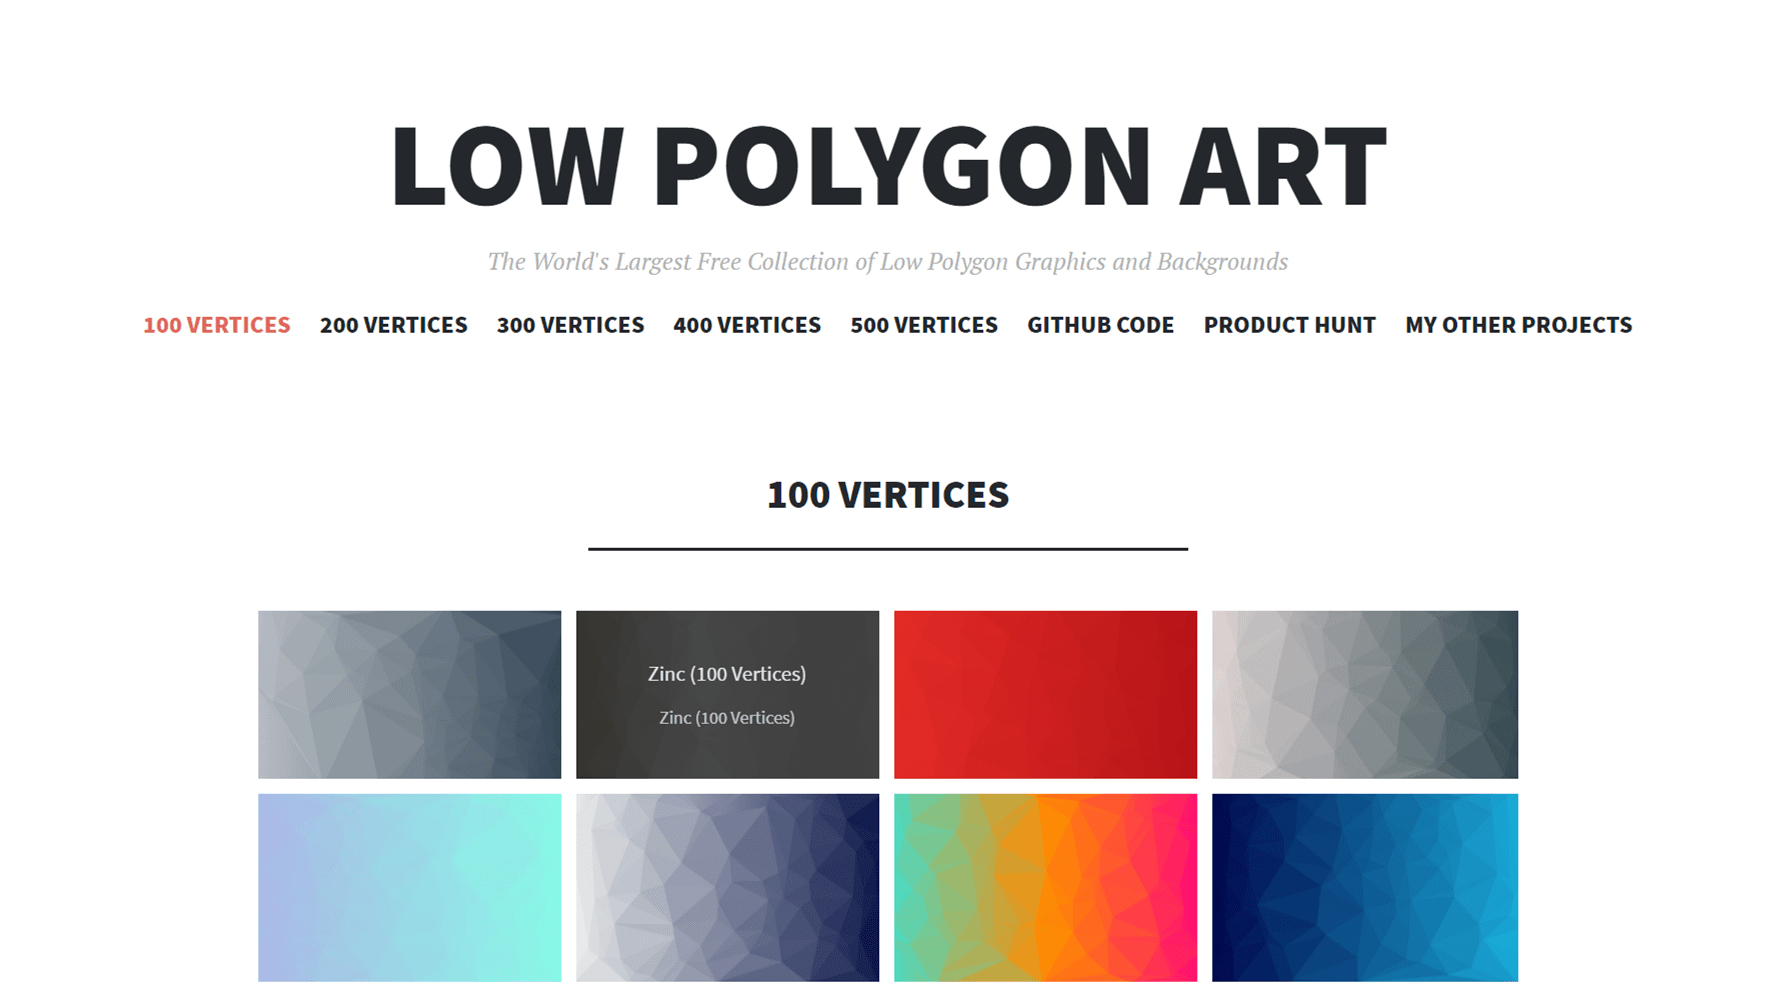 LOW POLYGON ART
The World's Largest Free Collection of Low Polygon Graphics and Backgrounds
100 VERTICES 200 VERTICES 300 VERTICES 400 VERTICES 500 VERTICES GITHUB CODE PRODUCT HUNT MY OTHER PROJECTS
100 VERTICES
Zinc (100 Vertices)
Zinc (100 Vertices)